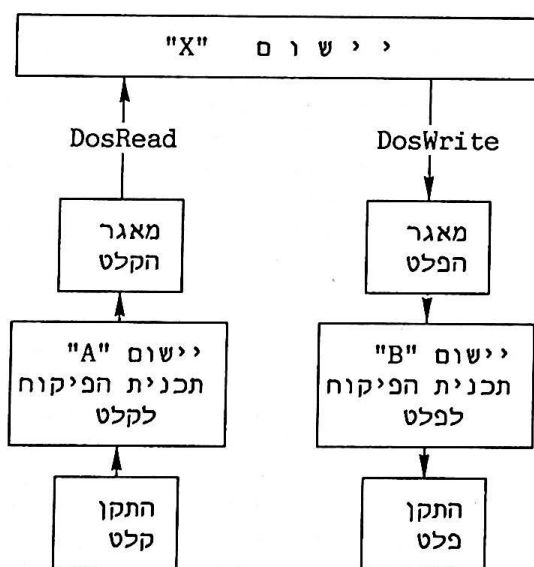 יישום "X"
DosRead
DosWrite
מאגר
הקלט
מאגר
הפלט
יישום "A"
תכנית הפיקוח
לקלט
יישום "B"
תכנית הפיקוח
לפלט
התקן
קלט
התקן
פלט